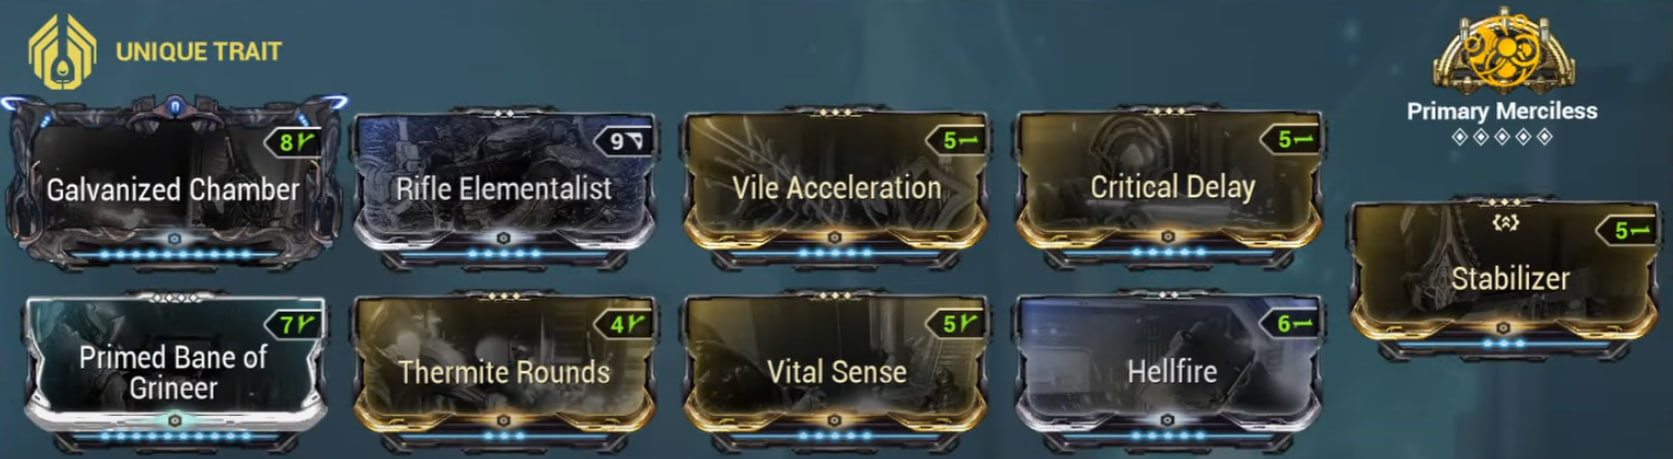 UNIQUE TRAIT
Primary Merciless
8
Galvanized Chamber
9
Rifle Elementalist
5
Vile Acceleration
5
Critical Delay
5
Stabilizer
7
Primed Bane of
Grineer
4
Thermite Rounds
5
Vital Sense
6
Hellfire